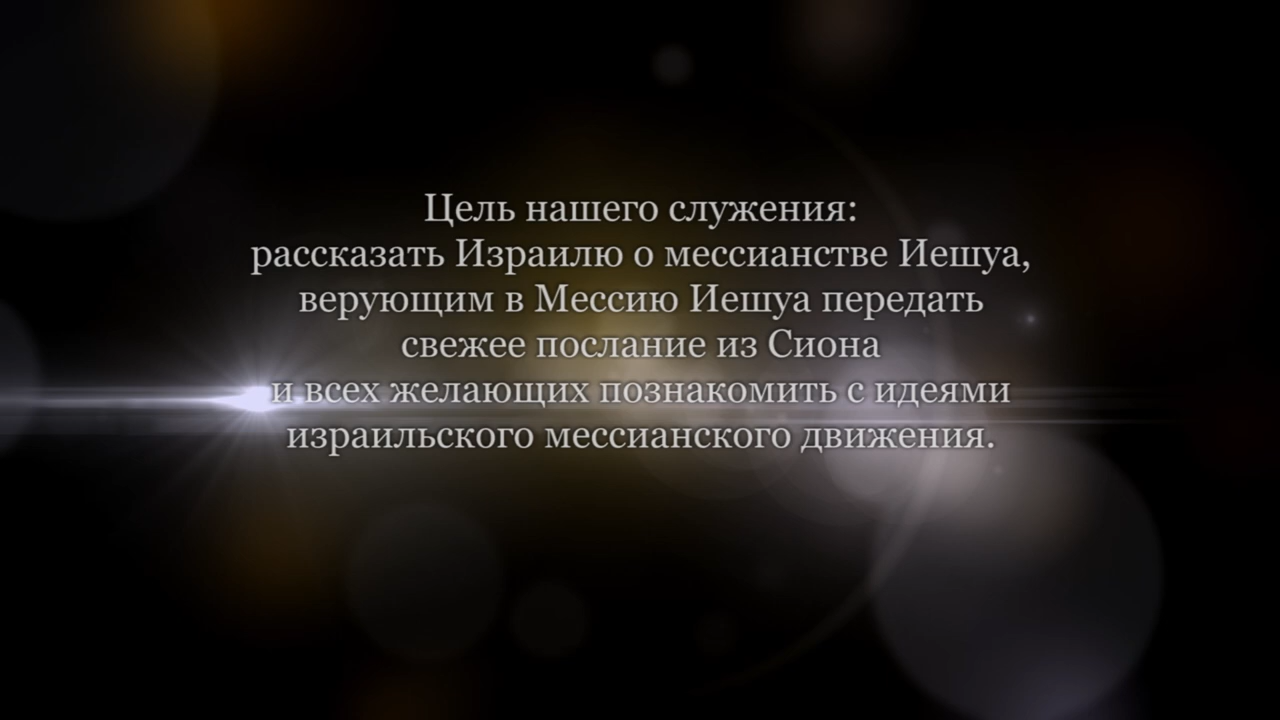 Цель нашего служения:
рассказать Израилю о мессианстве Иешуа,
верующим в Мессию Иешуа передать
свежее послание из Сиона
и всех желающих познакомить с идеями
израильского мессианского движения.